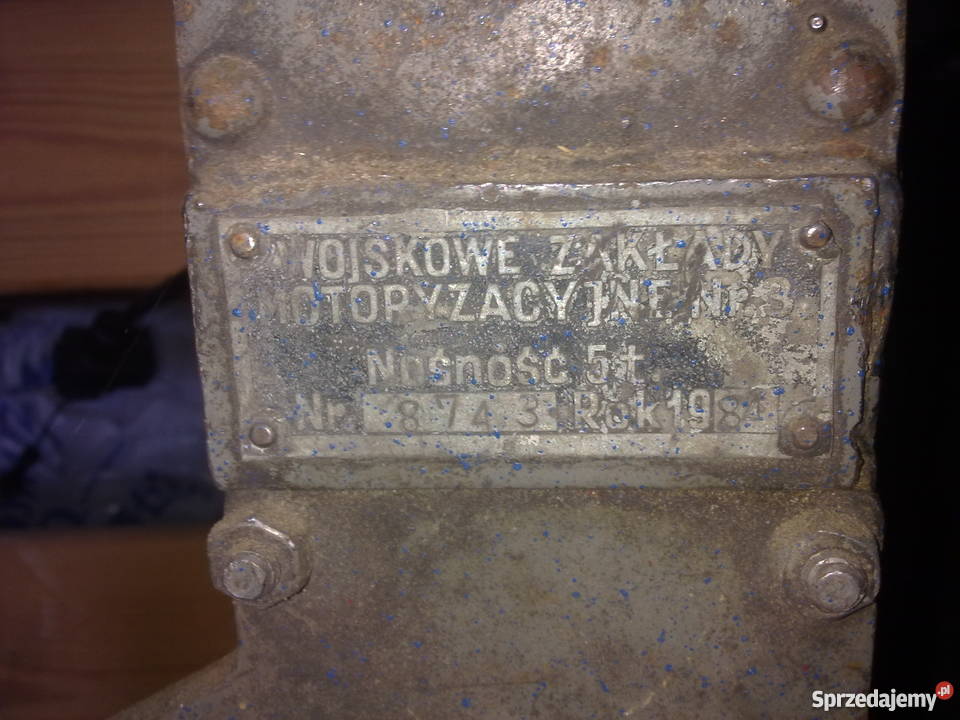 WOJSKOWE ZAKŁADY
MOTORYZACYJNE Nr.3.
Nośność 5t.
Nr. 8743 Rok 1984
Sprzedajemy.pl